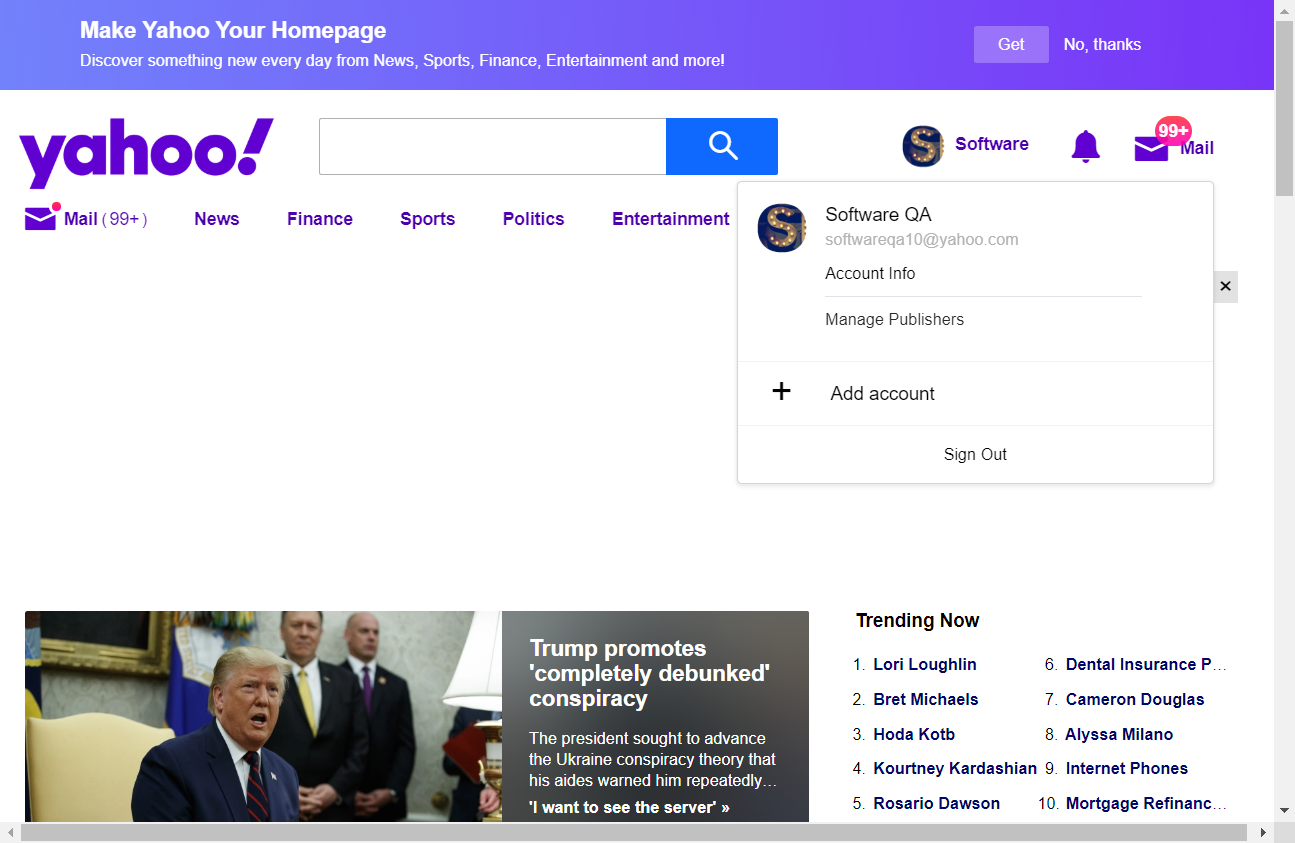 Make Yahoo Your Homepage
Discover something new every day from News, Sports, Finance, Entertainment and more!
Get
No, thanks
yahoo!
Software
99+
Mail
Mail (99+)
News
Finance
Sports
Politics
Entertainment
S
Software QA
softwareqa10@yahoo.com
Account Info
Manage Publishers
Add account
Sign Out
Trump promotes
'completely debunked'
conspiracy
The president sought to advance
the Ukraine conspiracy theory that
his aides warned him repeatedly…
'I want to see the server' »
Trending Now
1. Lori Loughlin
2. Bret Michaels
3. Hoda Kotb
4. Kourtney Kardashian
5. Rosario Dawson
6. Dental Insurance P…
7. Cameron Douglas
8. Alyssa Milano
9. Internet Phones
10. Mortgage Refinanc…